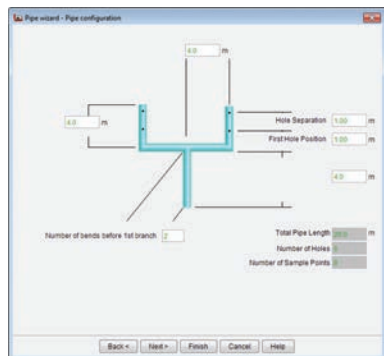 Pipe wizard - Pipe configuration
4.0 m
4.0 m
Hole Separation 1.00 m
First Hole Position 1.00 m
4.0 m
Number of bends before 1st branch 2
Total Pipe Length m
Number of Holes
Number of Sample Points
Back < Next > Finish Cancel Help